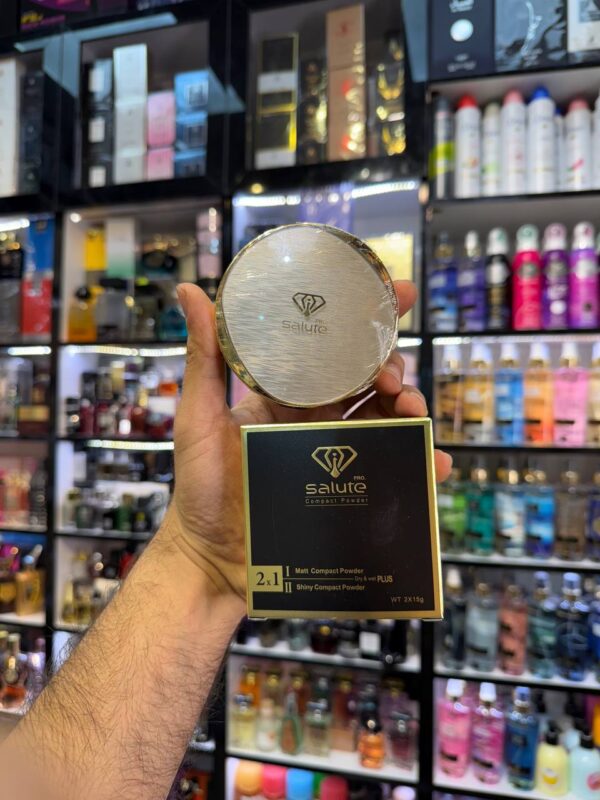 PRO.
salute
PRO.
salute
Compact Powder
2x1
I Matt Compact Powder
Dry & wet PLUS
II Shiny Compact Powder
WT 2X15g